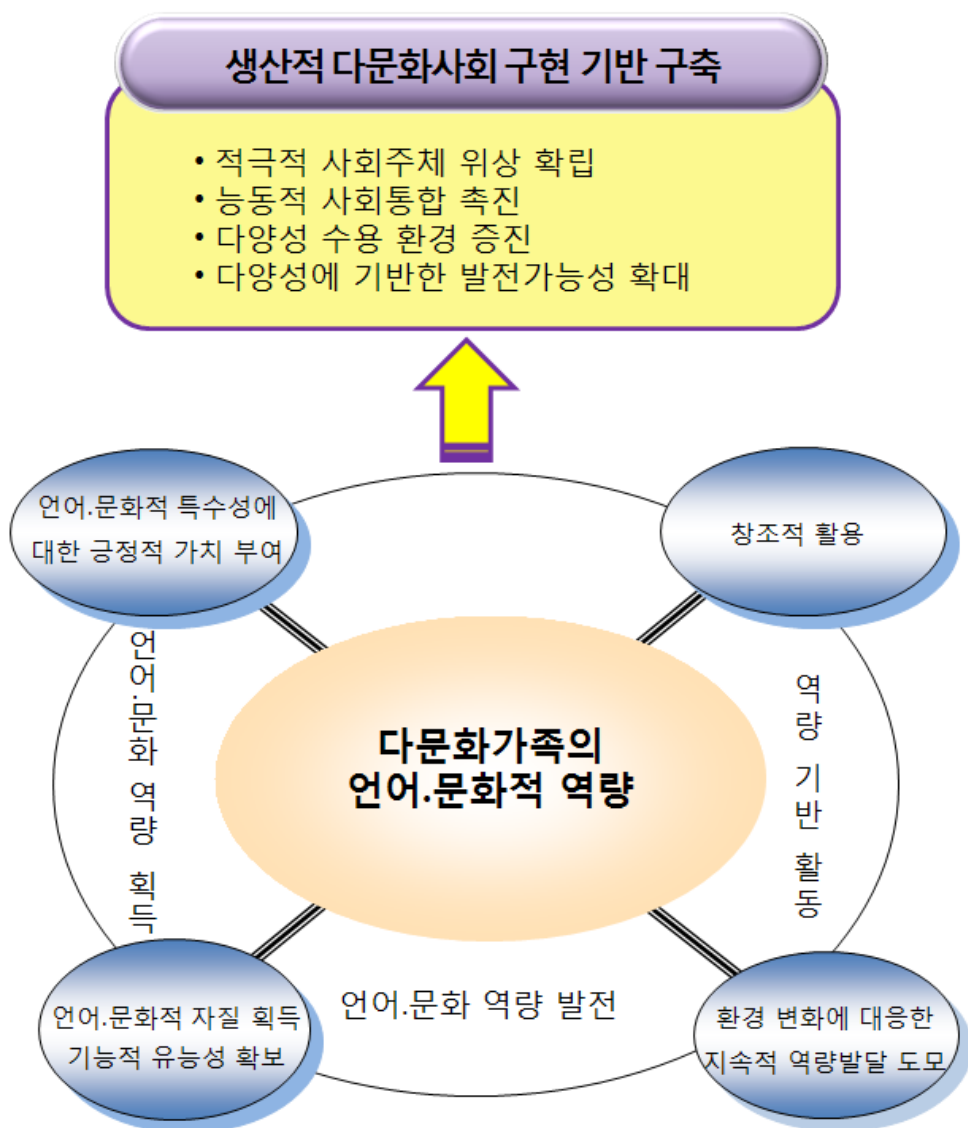 생산적 다문화사회 구현 기반 구축
• 적극적 사회주체 위상 확립
• 능동적 사회통합 촉진
• 다양성 수용 환경 증진
• 다양성에 기반한 발전가능성 확대
언어.문화적 특수성에
대한 긍정적 가치 부여
창조적 활용
언어.문화 역량 획득
다문화가족의
언어.문화적 역량
역량 기반 활동
언어.문화적 자질 획득
기능적 유능성 확보
언어.문화 역량 발전
환경 변화에 대응한
지속적 역량발달 도모